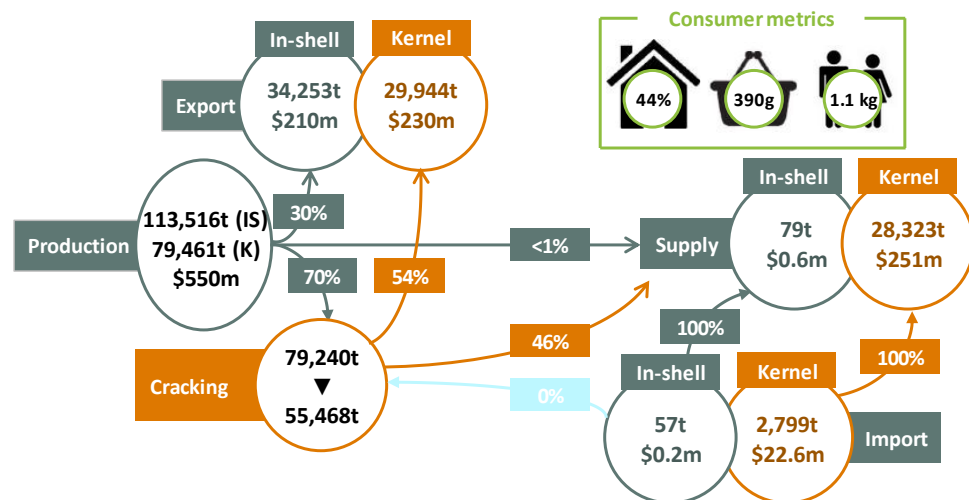 Consumer metrics
44%
390g
1.1 kg
In-shell
Kernel
Export
34,253t
$210m
29,944t
$230m
Production
113,516t (IS)
79,461t (K)
$550m
30%
70%
54%
<1%
Supply
In-shell
Kernel
79t
$0.6m
28,323t
$251m
Cracking
79,240t
▼
55,468t
46%
0%
100%
100%
In-shell
Kernel
57t
$0.2m
2,799t
$22.6m
Import